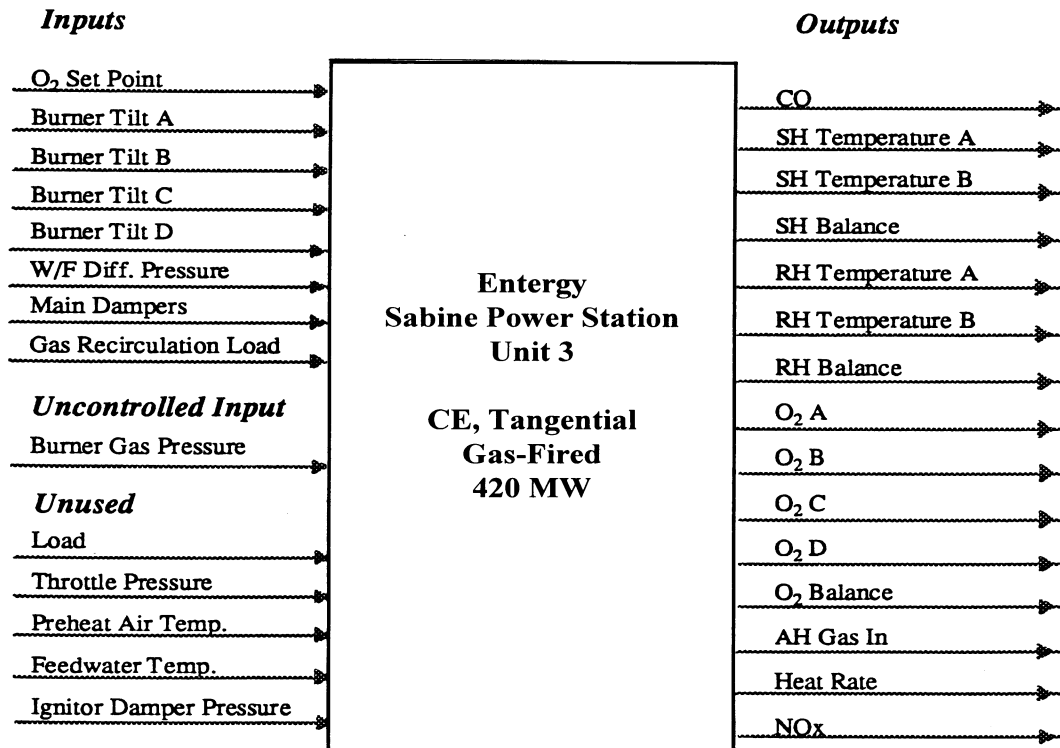 Inputs
O₂ Set Point
Burner Tilt A
Burner Tilt B
Burner Tilt C
Burner Tilt D
W/F Diff. Pressure
Main Dampers
Gas Recirculation Load
Uncontrolled Input
Burner Gas Pressure
Unused
Load
Throttle Pressure
Preheat Air Temp.
Feedwater Temp.
Ignitor Damper Pressure
Entergy
Sabine Power Station
Unit 3
CE, Tangential
Gas-Fired
420 MW
Outputs
CO
SH Temperature A
SH Temperature B
SH Balance
RH Temperature A
RH Temperature B
RH Balance
O₂ A
O₂ B
O₂ C
O₂ D
O₂ Balance
AH Gas In
Heat Rate
NOx